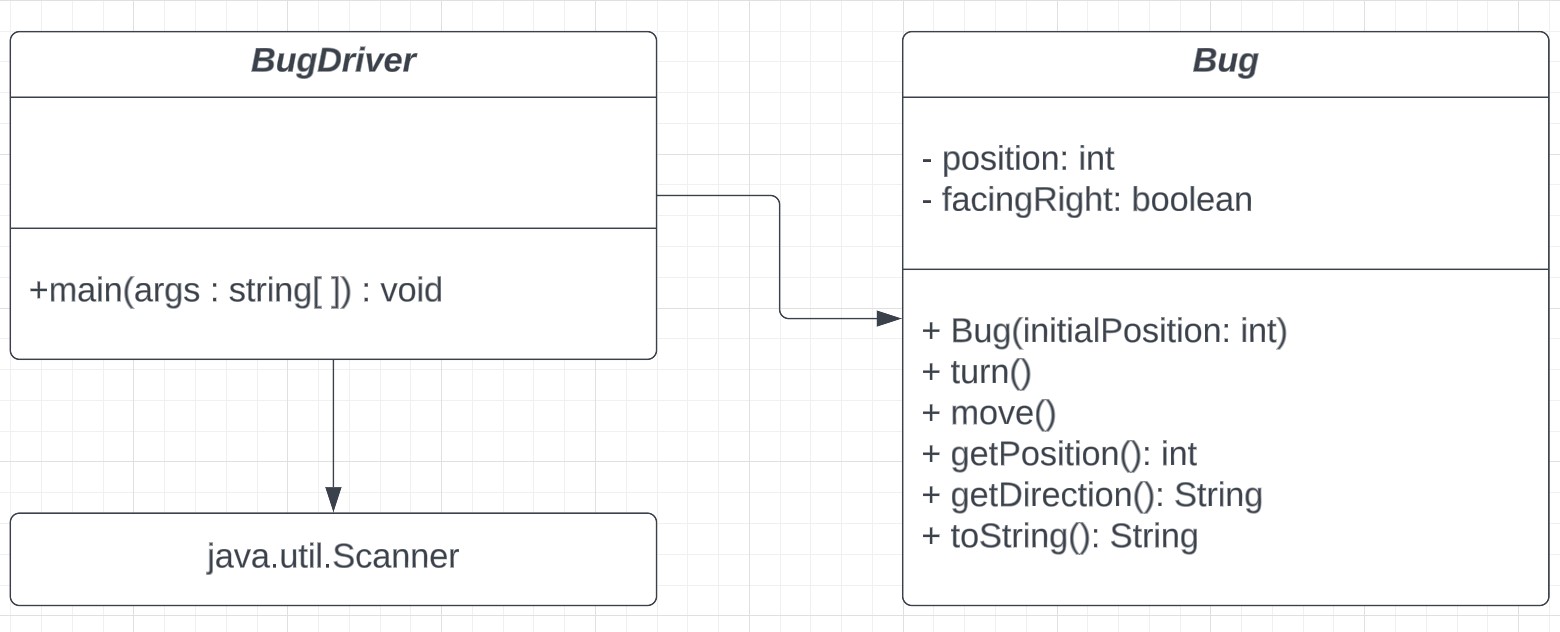 BugDriver
+main(args : string[ ]) : void
java.util.Scanner
Bug
- position: int
- facingRight: boolean
+ Bug(initialPosition: int)
+ turn()
+ move()
+ getPosition(): int
+ getDirection(): String
+ toString(): String